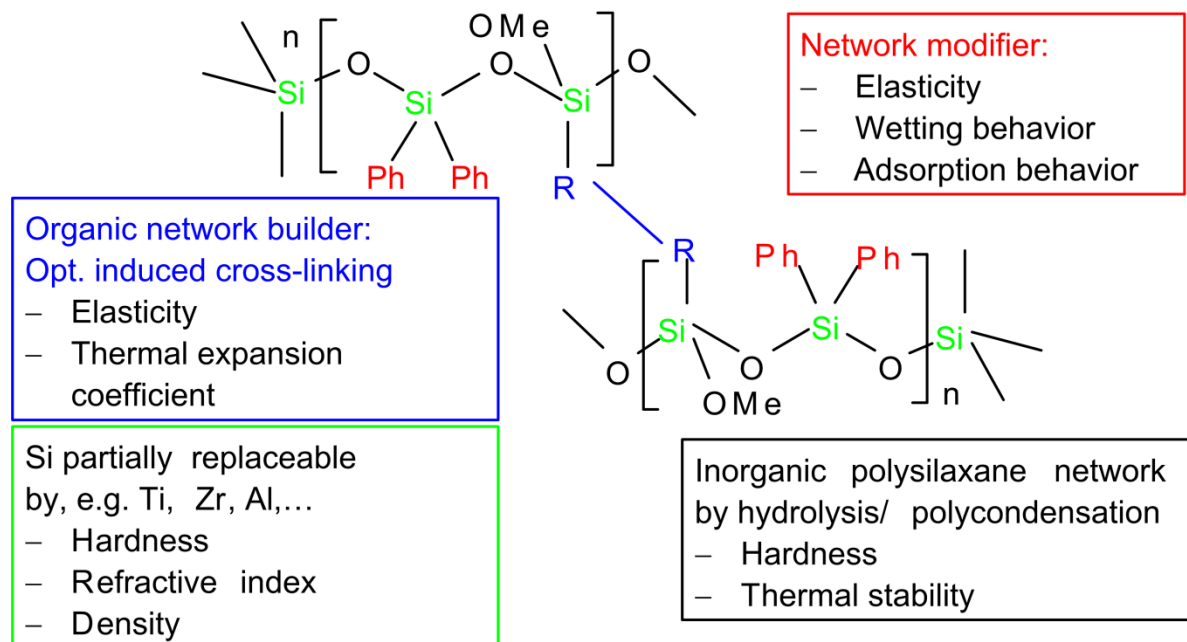 n
OMe
O
O
O
Si
Si
Si
Ph
Ph
R
Network modifier:
– Elasticity
– Wetting behavior
– Adsorption behavior
Organic network builder:
Opt. induced cross-linking
– Elasticity
– Thermal expansion
coefficient
R
Ph
Ph
Si
Si
Si
O
O
O
OMe
n
Si partially replaceable
by, e.g. Ti, Zr, Al,…
– Hardness
– Refractive index
– Density
Inorganic polysilaxane network
by hydrolysis/ polycondensation
– Hardness
– Thermal stability